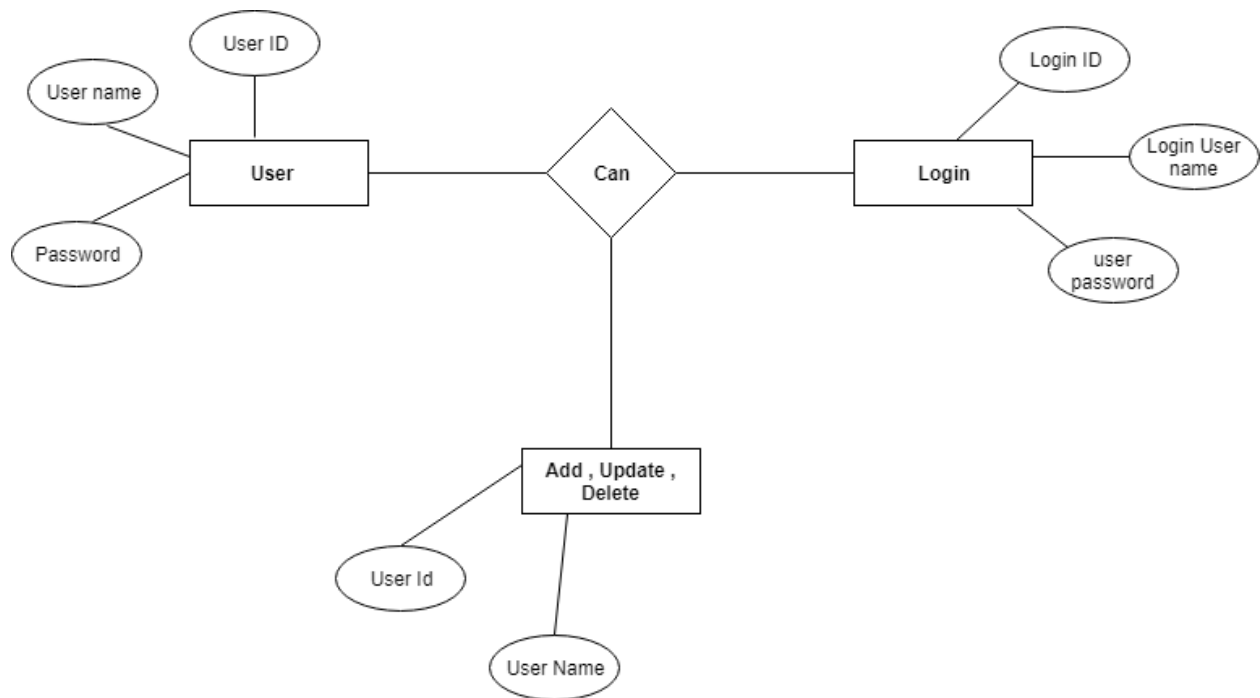 User ID
User name
User
Password
Can
Login ID
Login User
name
Login
user
password
Add , Update ,
Delete
User Id
User Name